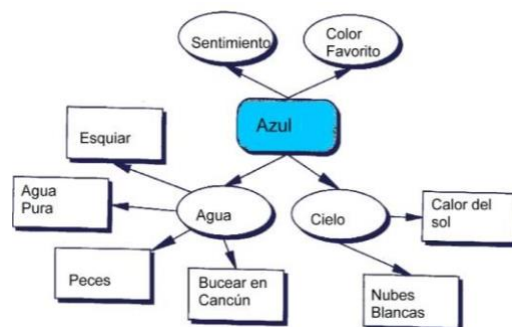 Sentimiento
Color
Favorito
Azul
Esquiar
Agua
Pura
Agua
Cielo
Calor del
sol
Peces
Bucear en
Cancún
Nubes
Blancas